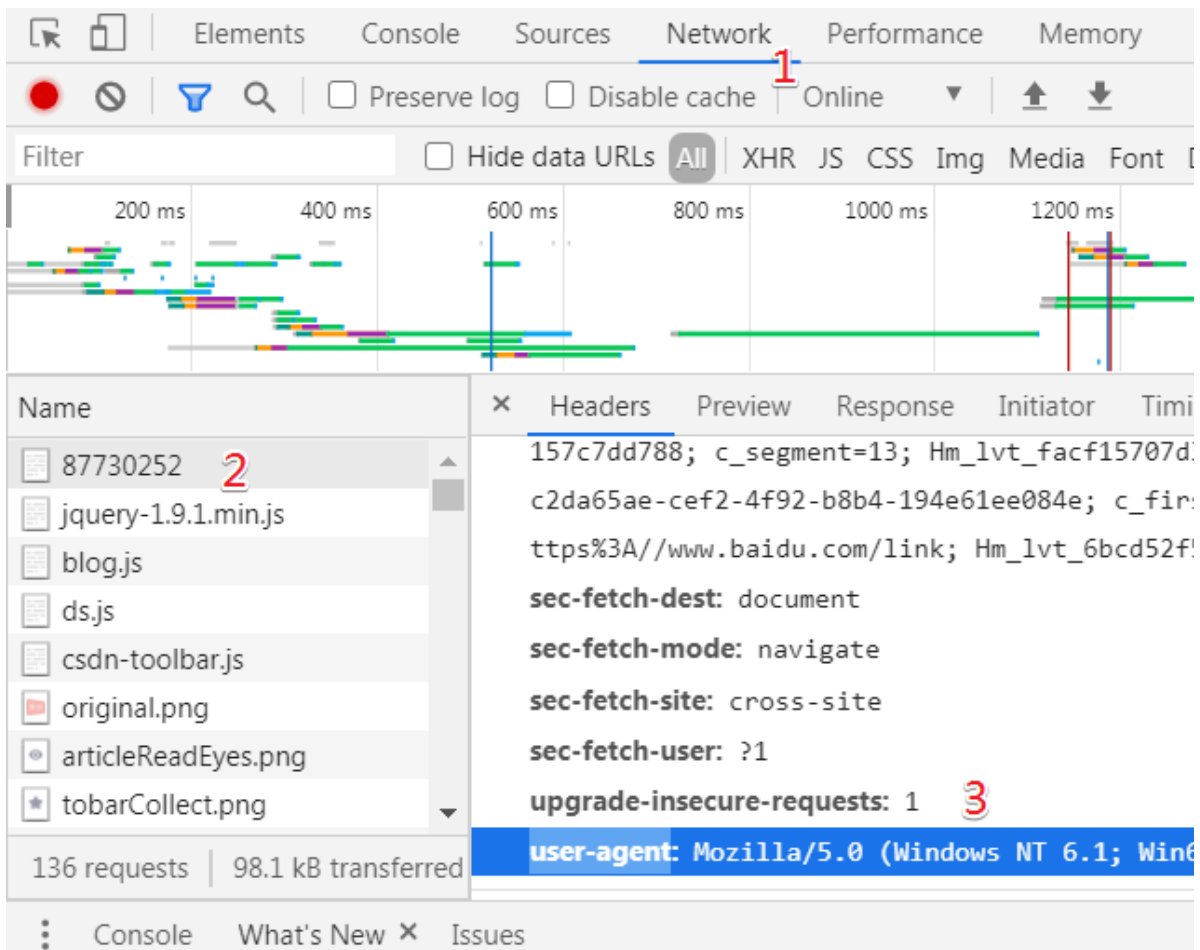 Elements Console Sources Network Performance Memory
1
Preserve log Disable cache Online
Filter Hide data URLs All XHR JS CSS Img Media Font
200 ms 400 ms 600 ms 800 ms 1000 ms 1200 ms
Name
87730252 2
jquery-1.9.1.min.js
blog.js
ds.js
csdn-toolbar.js
original.png
articleReadEyes.png
tobarCollect.png
136 requests 98.1 kB transferred
× Headers Preview Response Initiator Timi
157c7dd788; c_segment=13; Hm_lvt_facf15707d
c2da65ae-cef2-4f92-b8b4-194e61ee084e; c_firs
ttps%3A//www.baidu.com/link; Hm_lvt_6bcd52f
sec-fetch-dest: document
sec-fetch-mode: navigate
sec-fetch-site: cross-site
sec-fetch-user: ?1
upgrade-insecure-requests: 1 3
user-agent: Mozilla/5.0 (Windows NT 6.1; Win6
Console What's New × Issues